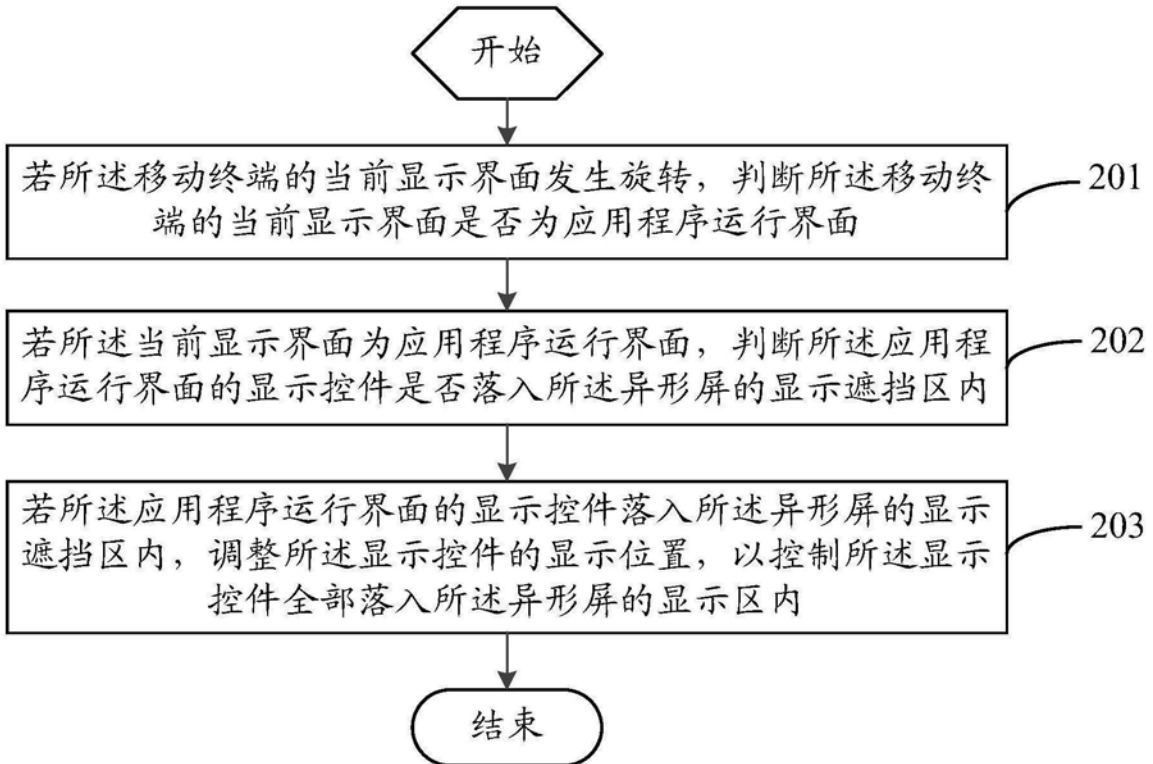 开始
若所述移动终端的当前显示界面发生旋转，判断所述移动终
端的当前显示界面是否为应用程序运行界面
201
若所述当前显示界面为应用程序运行界面，判断所述应用程
序运行界面的显示控件是否落入所述异形屏的显示遮挡区内
202
若所述应用程序运行界面的显示控件落入所述异形屏的显示
遮挡区内，调整所述显示控件的显示位置，以控制所述显示
控件全部落入所述异形屏的显示区内
203
结束